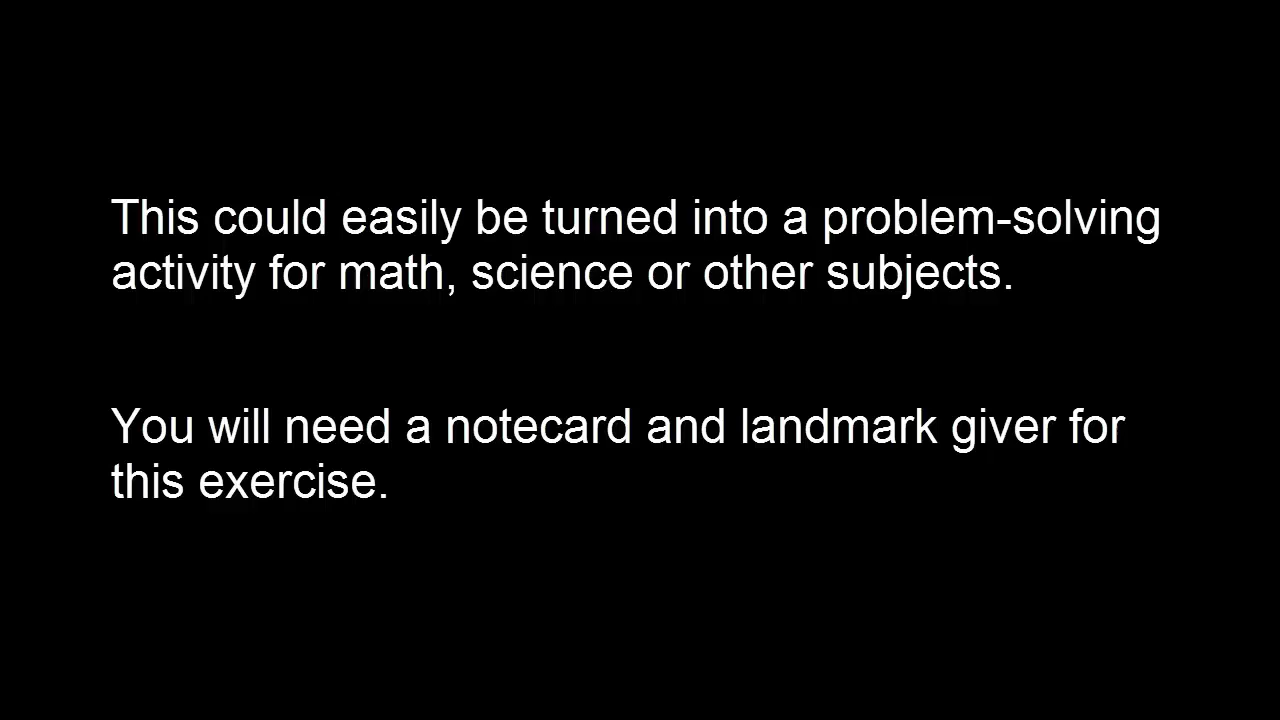 This could easily be turned into a problem-solving
activity for math, science or other subjects.
You will need a notecard and landmark giver for
this exercise.